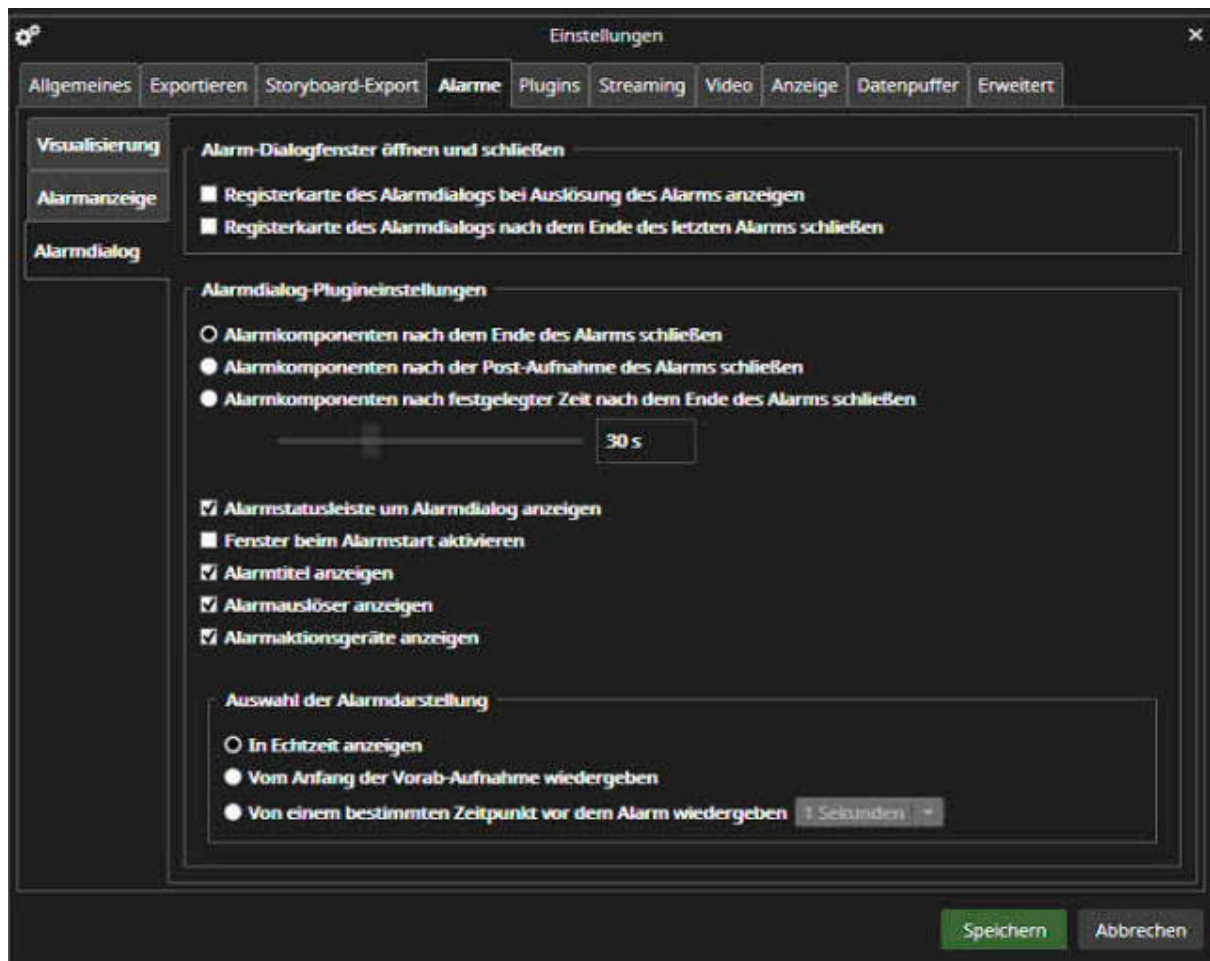 Einstellungen
Allgemeines Exportieren Storyboard-Export Alarme Plugins Streaming Video Anzeige Datenpuffer Erweitert
Visualisierung
Alarmanzeige
Alarmdialog
Alarm-Dialogfenster öffnen und schließen
Registerkarte des Alarmdialogs bei Auslösung des Alarms anzeigen
Registerkarte des Alarmdialogs nach dem Ende des letzten Alarms schließen
Alarmdialog-Plugineinstellungen
Alarmkomponenten nach dem Ende des Alarms schließen
Alarmkomponenten nach der Post-Aufnahme des Alarms schließen
Alarmkomponenten nach festgelegter Zeit nach dem Ende des Alarms schließen
30 s
Alarmstatusleiste um Alarmdialog anzeigen
Fenster beim Alarmstart aktivieren
Alarmtitel anzeigen
Alarmauslöser anzeigen
Alarmaktionsgeräte anzeigen
Auswahl der Alarmdarstellung
In Echtzeit anzeigen
Vom Anfang der Vorab-Aufnahme wiedergeben
Von einem bestimmten Zeitpunkt vor dem Alarm wiedergeben 1 Sekunden
Speichern Abbrechen